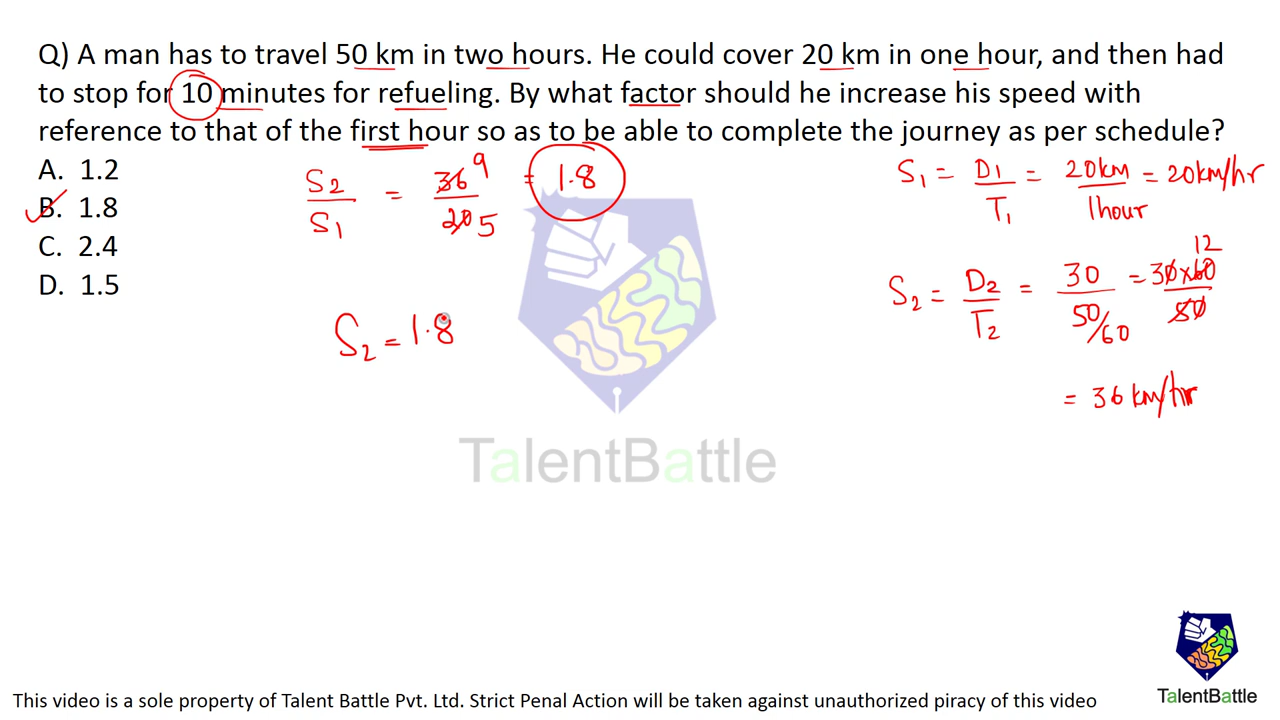 Q) A man has to travel 50 km in two hours. He could cover 20 km in one hour, and then had
to stop for 10 minutes for refueling. By what factor should he increase his speed with
reference to that of the first hour so as to be able to complete the journey as per schedule?
A. 1.2
B. 1.8
C. 2.4
D. 1.5
S2/S1 = 36 9/20 5 = 1.8
S2 = 1.8
S1 = D1/T1 = 20km/1hour = 20km/hr
S2 = D2/T2 = 30/50/60 = 30x60 12/50
= 36 km/hr
TalentBattle
TalentBattle
This video is a sole property of Talent Battle Pvt. Ltd. Strict Penal Action will be taken against unauthorized piracy of this video